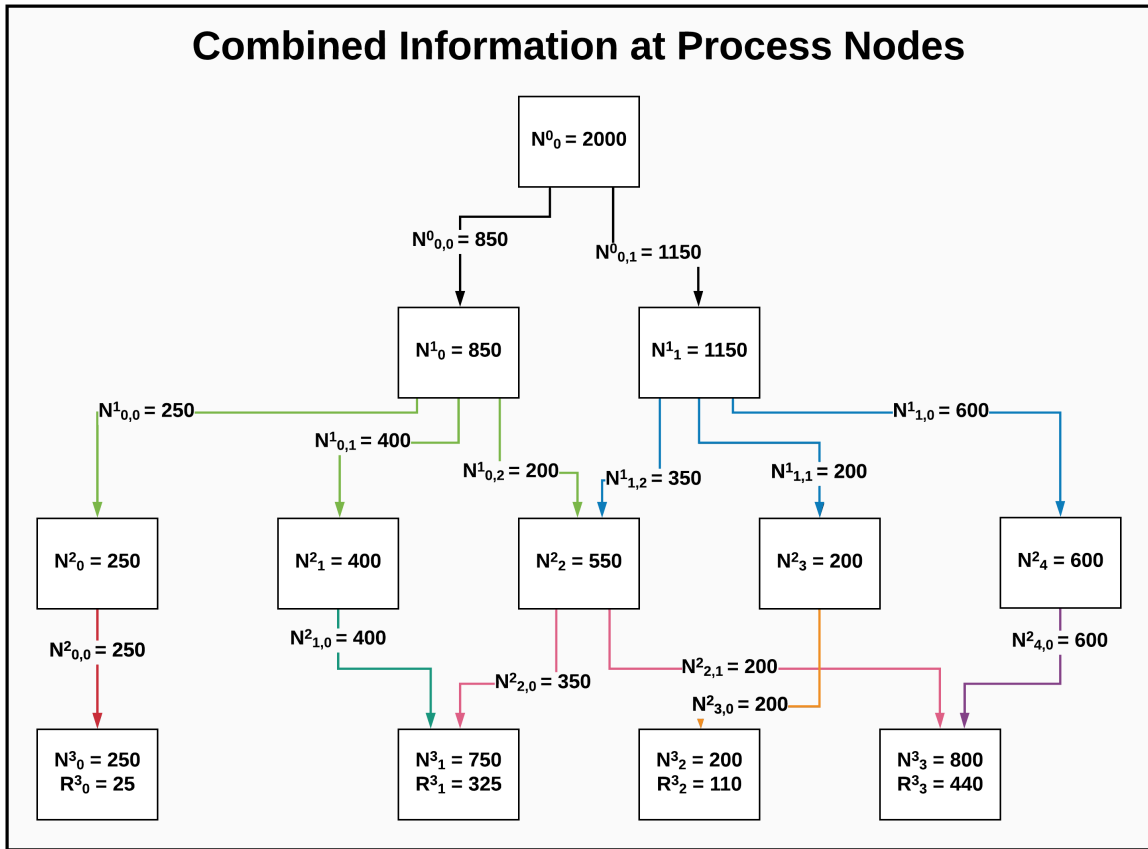 Combined Information at Process Nodes
N⁰₀ = 2000
N⁰₀,₀ = 850
N⁰₀,₁ = 1150
N¹₀ = 850
N¹₁ = 1150
N¹₀,₀ = 250
N¹₀,₁ = 400
N¹₀,₂ = 200
N¹₁,₂ = 350
N¹₁,₁ = 200
N¹₁,₀ = 600
N²₀ = 250
N²₁ = 400
N²₂ = 550
N²₃ = 200
N²₄ = 600
N²₀,₀ = 250
N²₁,₀ = 400
N²₂,₀ = 350
N²₂,₁ = 200
N²₃,₀ = 200
N²₄,₀ = 600
N³₀ = 250
R³₀ = 25
N³₁ = 750
R³₁ = 325
N³₂ = 200
R³₂ = 110
N³₃ = 800
R³₃ = 440